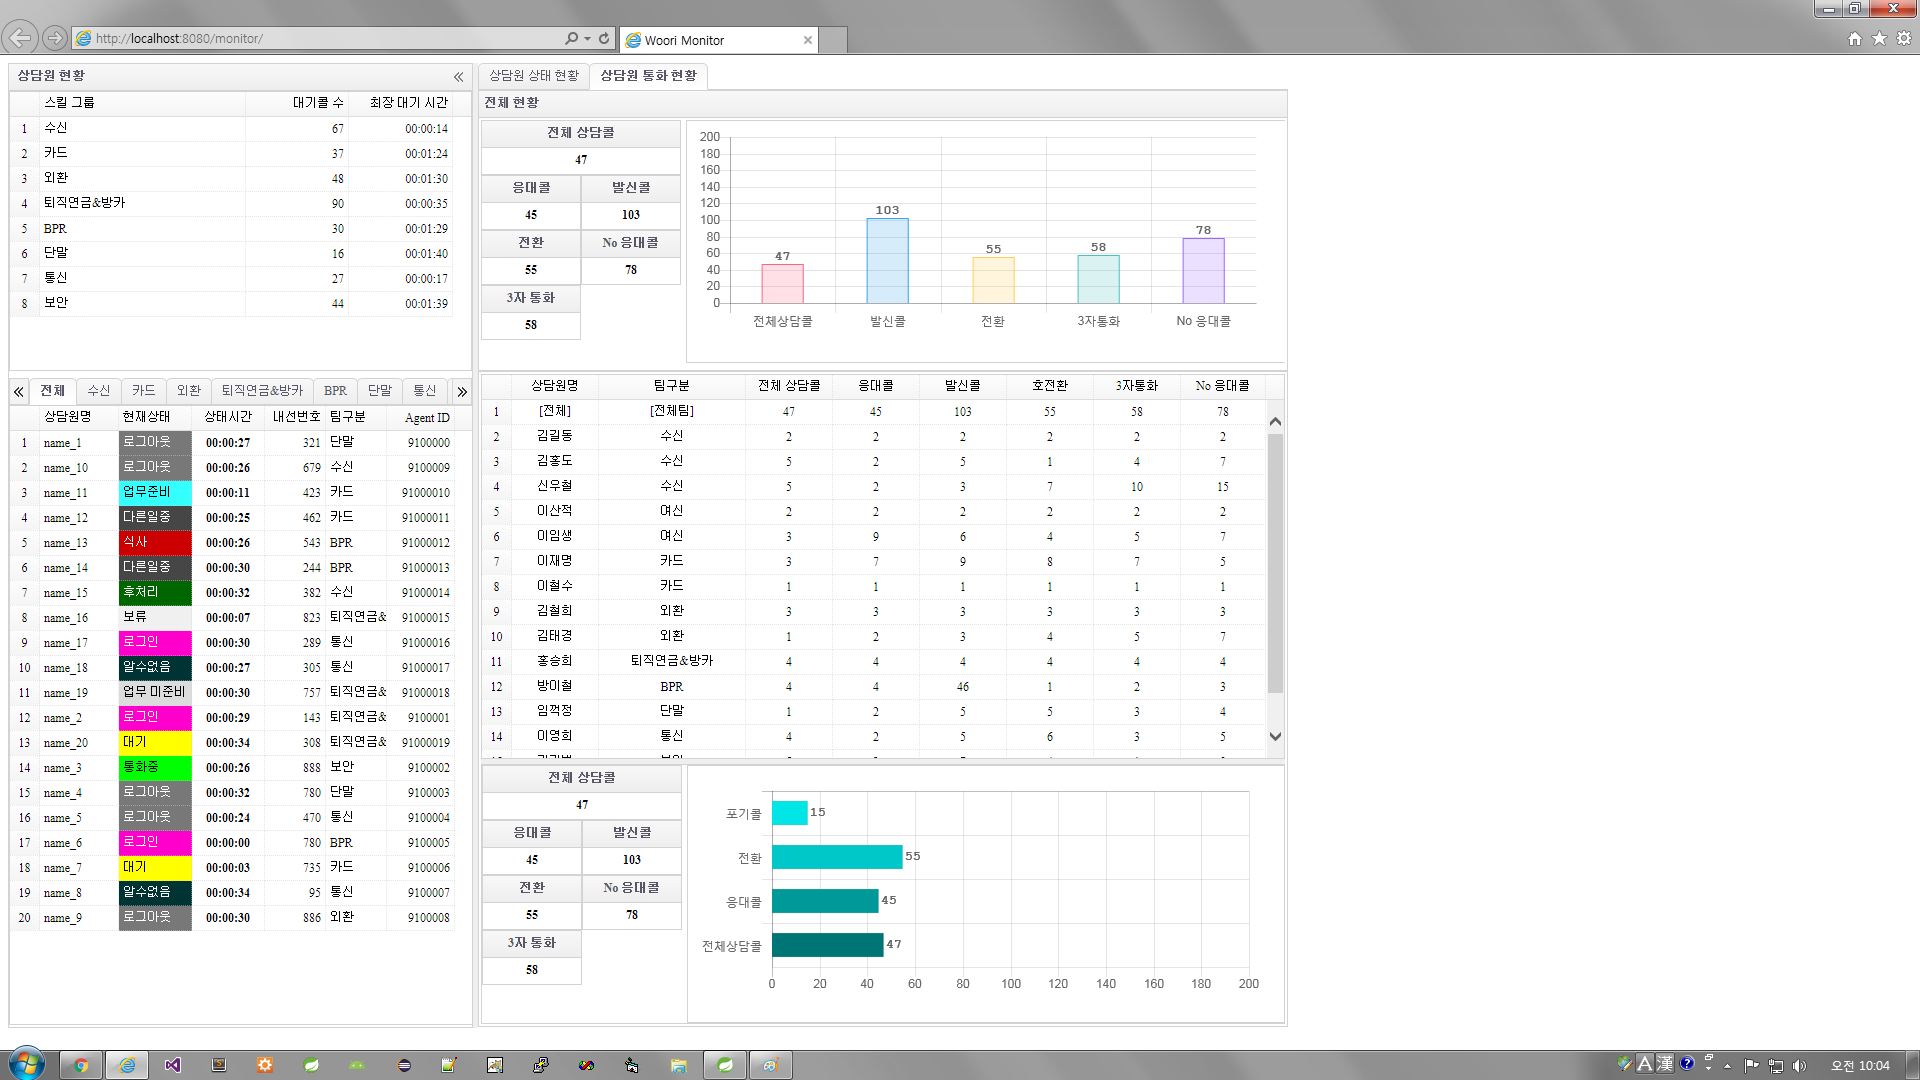 http://localhost:8080/monitor/
Woori Monitor
상담원 현황
스킬 그룹 대기콜 수 최장 대기 시간
1 수신 67 00:00:14
2 카드 37 00:01:24
3 외환 48 00:01:30
4 퇴직연금&방카 90 00:00:35
5 BPR 30 00:01:29
6 단말 16 00:01:40
7 통신 27 00:00:17
8 보안 44 00:01:39
전체 수신 카드 외환 퇴직연금&방카 BPR 단말 통신
상담원명 현재상태 상태시간 내선번호 팀구분 Agent ID
1 name_1 로그아웃 00:00:27 321 단말 9100000
2 name_10 로그아웃 00:00:26 679 수신 9100009
3 name_11 업무준비 00:00:11 423 카드 91000010
4 name_12 다른일중 00:00:25 462 카드 91000011
5 name_13 식사 00:00:26 543 BPR 91000012
6 name_14 다른일중 00:00:30 244 BPR 91000013
7 name_15 후처리 00:00:32 382 수신 91000014
8 name_16 보류 00:00:07 823 퇴직연금& 91000015
9 name_17 로그인 00:00:30 289 통신 91000016
10 name_18 알수없음 00:00:27 305 통신 91000017
11 name_19 업무 미준비 00:00:30 757 퇴직연금& 91000018
12 name_2 로그인 00:00:29 143 퇴직연금& 9100001
13 name_20 대기 00:00:34 308 퇴직연금& 91000019
14 name_3 통화중 00:00:26 888 보안 9100002
15 name_4 로그아웃 00:00:32 780 단말 9100003
16 name_5 로그아웃 00:00:24 470 통신 9100004
17 name_6 로그인 00:00:00 780 BPR 9100005
18 name_7 대기 00:00:03 735 카드 9100006
19 name_8 알수없음 00:00:34 95 통신 9100007
20 name_9 로그아웃 00:00:30 886 외환 9100008
상담원 상태 현황 상담원 통화 현황
전체 현황
전체 상담콜
47
응대콜 발신콜
45 103
전환 No 응대콜
55 78
3자 통화
58
200
180
160
140
120
100
80
60
40
20
0
47 103 55 58 78
전체상담콜 발신콜 전환 3자통화 No 응대콜
상담원명 팀구분 전체 상담콜 응대콜 발신콜 호전환 3자통화 No 응대콜
1 [전체] [전체팀] 47 45 103 55 58 78
2 김길동 수신 2 2 2 2 2 2
3 김홍도 수신 5 2 5 1 4 7
4 신우철 수신 5 2 3 7 10 15
5 이산적 여신 2 2 2 2 2 2
6 이임생 여신 3 9 6 4 5 7
7 이재명 카드 3 7 9 8 7 5
8 이철수 카드 1 1 1 1 1 1
9 김철희 외환 3 3 3 3 3 3
10 김태경 외환 1 2 3 4 5 7
11 홍승희 퇴직연금&방카 4 4 4 4 4 4
12 방이철 BPR 4 4 46 1 2 3
13 임꺽정 단말 1 2 5 5 3 4
14 이영희 통신 4 2 5 6 3 5
전체 상담콜
47
응대콜 발신콜
45 103
전환 No 응대콜
55 78
3자 통화
58
포기콜 15
전환 55
응대콜 45
전체상담콜 47
0 20 40 60 80 100 120 140 160 180 200
A 漢 오전 10:04